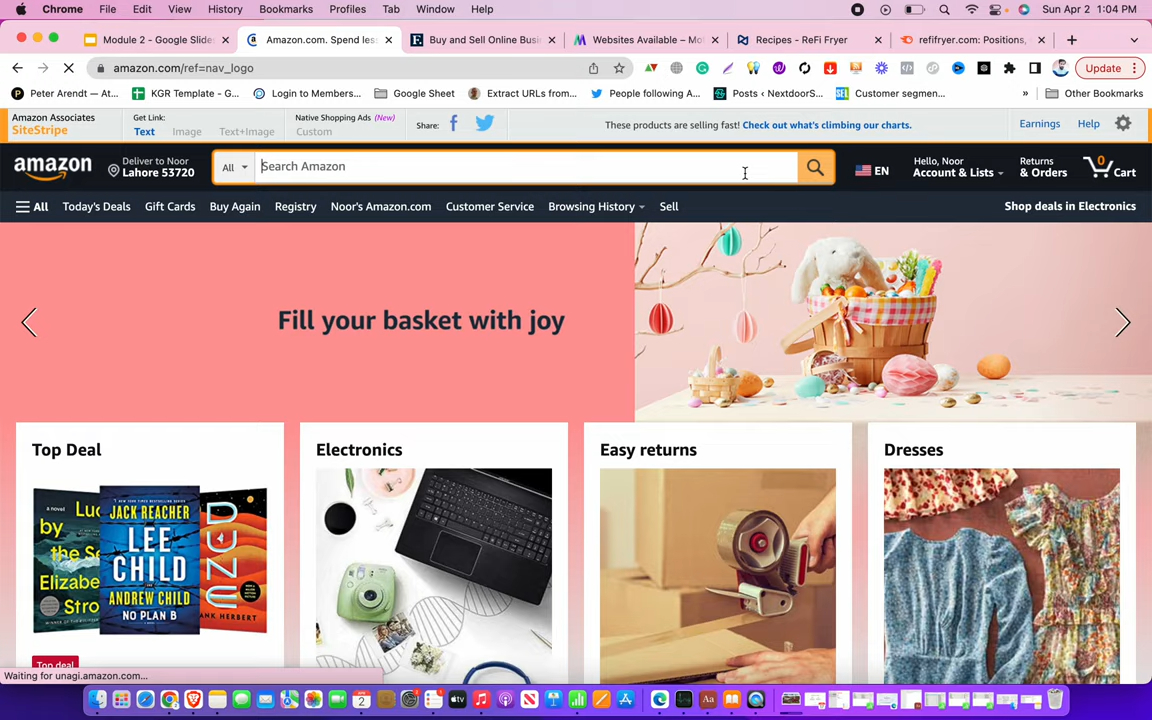 Chrome File Edit View History Bookmarks Profiles Tab Window Help Sun Apr 2 1:04 PM
Module 2 - Google Slide: Amazon.com. Spend les: Buy and Sell Online Busi Websites Available – Mo Recipes - ReFi Fryer refifryer.com: Positions,
amazon.com/ref=nav_logo Update
Peter Arendt — At... KGR Template - G... Login to Members... Google Sheet Extract URLs from... People following A... Posts ‹ NextdoorS... Customer segmen... » Other Bookmarks
Amazon Associates Get Link: Native Shopping Ads (New)
SiteStripe Text Image Text+Image Custom Share: These products are selling fast! Check out what's climbing our charts. Earnings Help
amazon Deliver to Noor All Search Amazon EN Hello, Noor Returns 0
Lahore 53720 Account & Lists & Orders Cart
All Today's Deals Gift Cards Buy Again Registry Noor's Amazon.com Customer Service Browsing History Sell Shop deals in Electronics
Fill your basket with joy
Top Deal Electronics Easy returns Dresses
a novel
by
the Se
Elizabe
JACK REACHER
LEE
CHILD
ANDREW CHILD
NO PLAN B
DUNE
HERBERT
Top deal
Waiting for unagi.amazon.com...